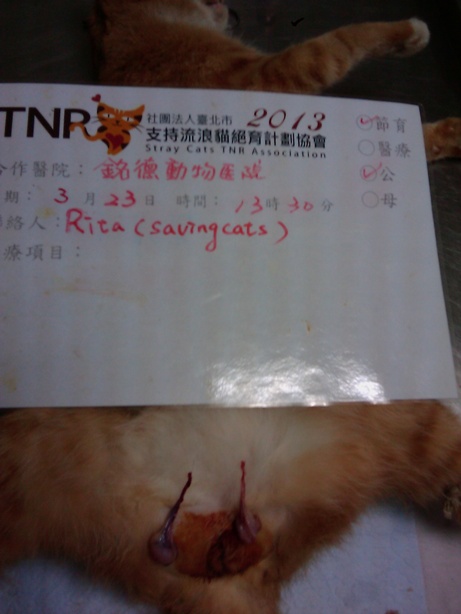 TNR 社團法人臺北市 2013
支持流浪貓絕育計劃協會
Stray Cats TNR Association
節育
醫療
公
母
合作醫院：銘德動物医院
期：3月23日 時間：13時30分
聯絡人：Rita (savingcats)
療項目：